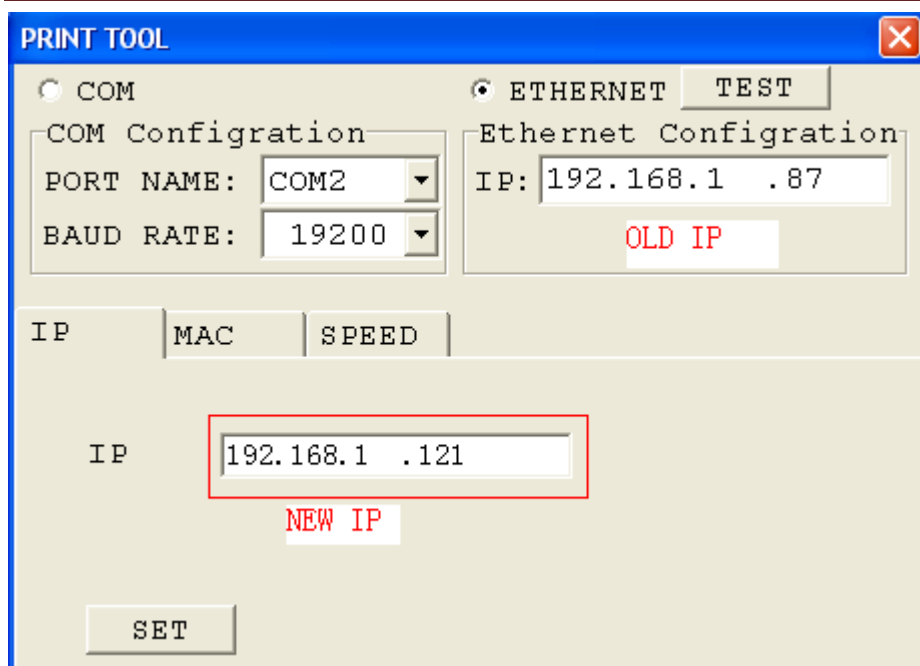 PRINT TOOL
COM
ETHERNET TEST
COM Configration
Ethernet Configration
PORT NAME: COM2
IP: 192.168.1 .87
BAUD RATE: 19200
OLD IP
IP MAC SPEED
IP 192.168.1 .121
NEW IP
SET